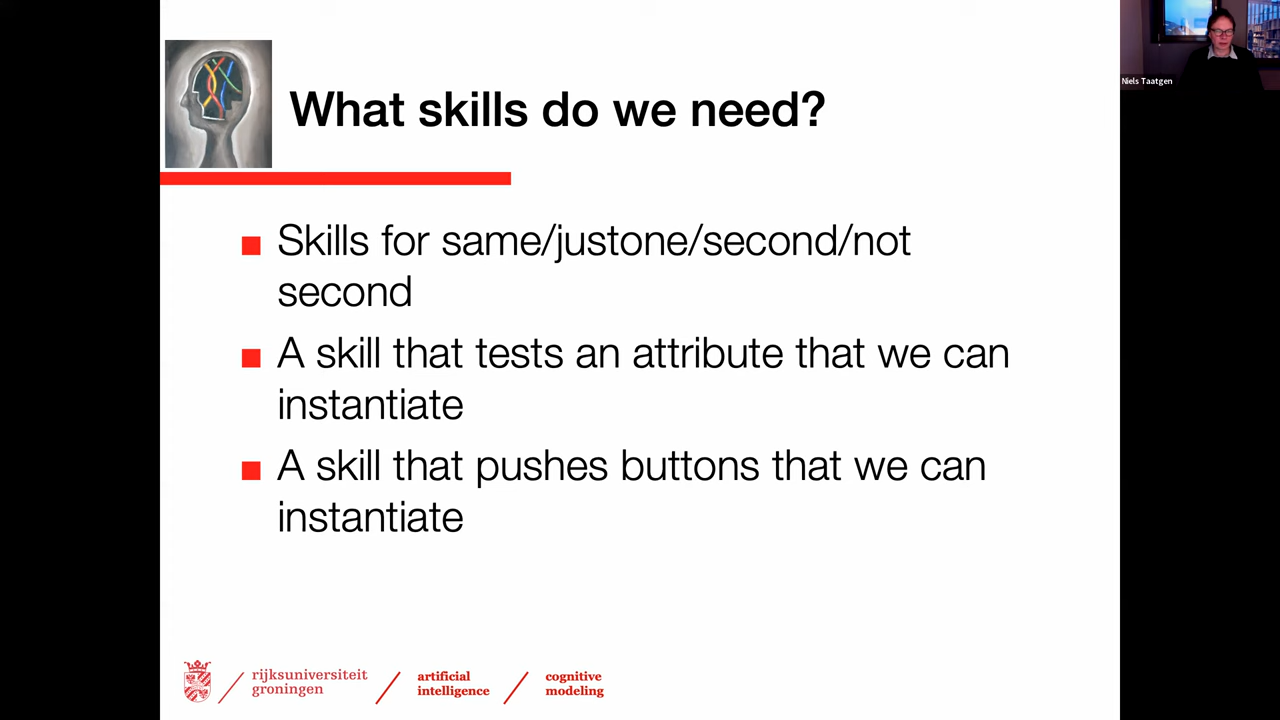 What skills do we need?
Niels Taatgen
Skills for same/justone/second/not
second
A skill that tests an attribute that we can
instantiate
A skill that pushes buttons that we can
instantiate
rijksuniversiteit
groningen
artificial
intelligence
cognitive
modeling